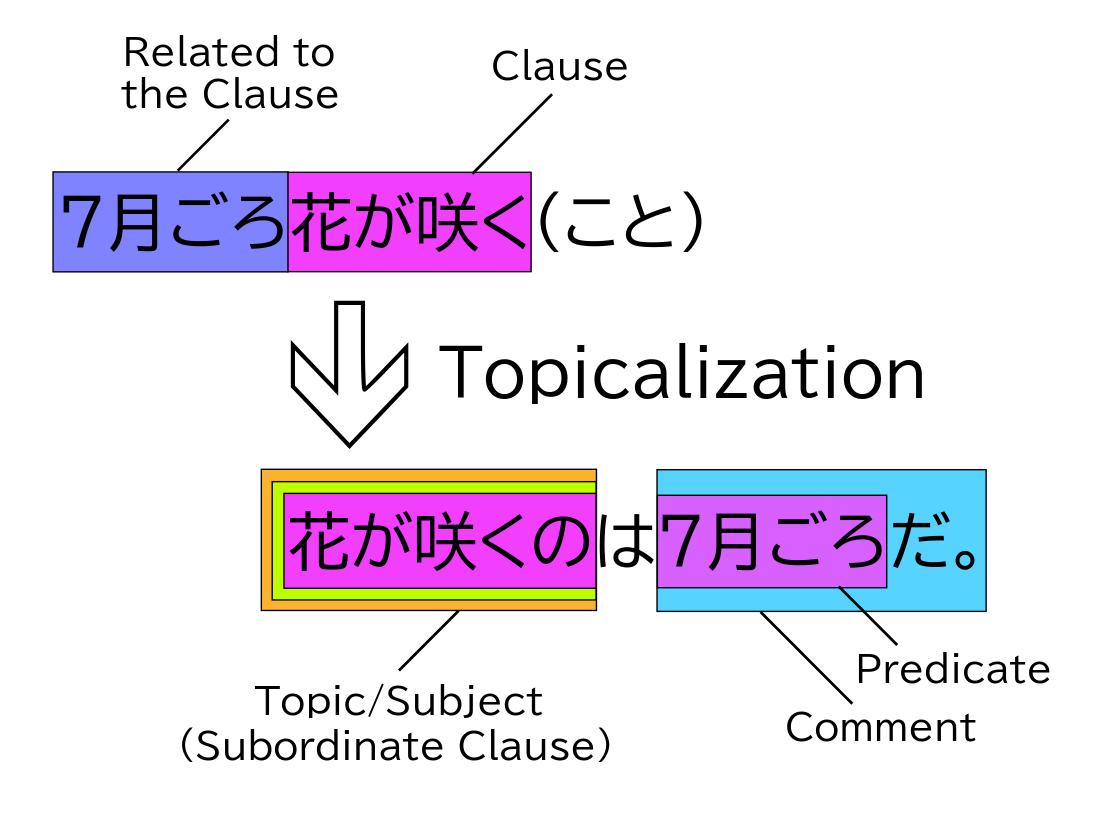 Related to
the Clause
Clause
7月ごろ花が咲く(こと)
Topicalization
花が咲くのは7月ごろだ。
Topic/Subject
(Subordinate Clause)
Predicate
Comment